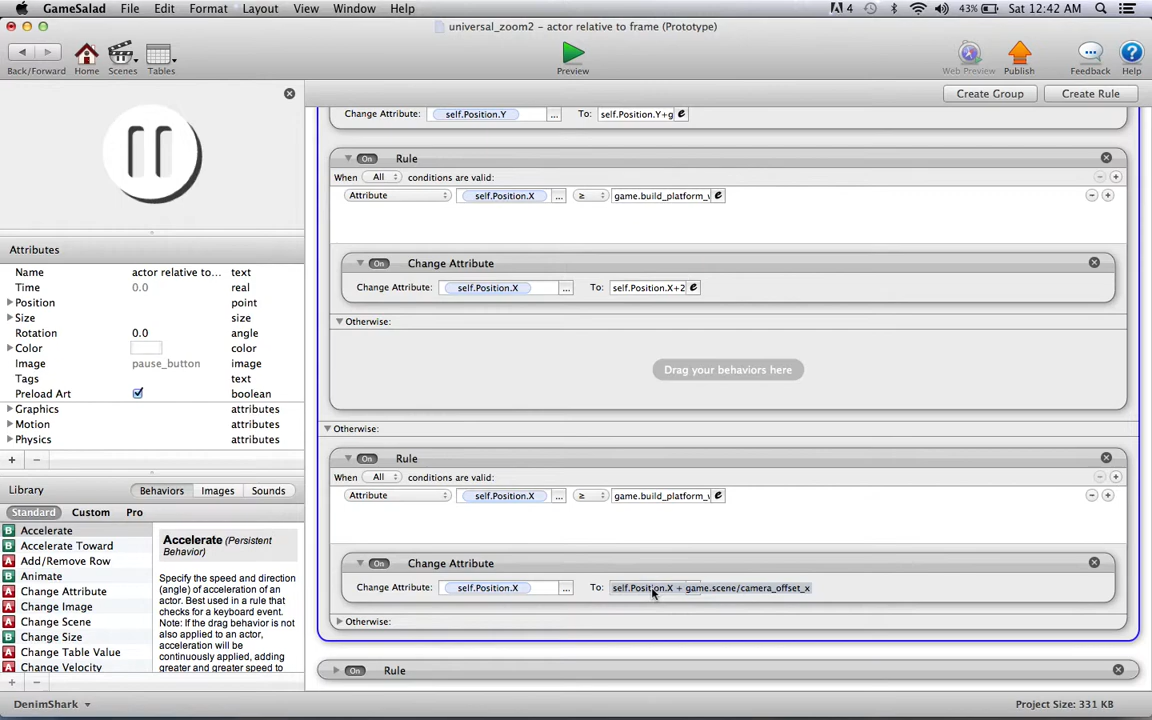 GameSalad File Edit Format Layout View Window Help 4 43% Sat 12:42 AM
universal_zoom2 – actor relative to frame (Prototype)
Back/Forward Home Scenes Tables Preview Web Preview Publish Feedback Help
Create Group Create Rule
Change Attribute: self.Position.Y ... To: self.Position.Y+g e
On Rule
When All conditions are valid:
Attribute self.Position.X ... ≥ game.build_platform_v e
On Change Attribute
Change Attribute: self.Position.X ... To: self.Position.X+2 e
Otherwise:
Drag your behaviors here
Otherwise:
On Rule
When All conditions are valid:
Attribute self.Position.X ... ≥ game.build_platform_v e
On Change Attribute
Change Attribute: self.Position.X ... To: self.Position.X + game.scene/camera_offset_x
Otherwise:
On Rule
Attributes
Name actor relative to... text
Time 0.0 real
Position point
Size size
Rotation 0.0 angle
Color color
Image pause_button image
Tags text
Preload Art boolean
Graphics attributes
Motion attributes
Physics attributes
Library Behaviors Images Sounds
Standard Custom Pro
B Accelerate
B Accelerate Toward
A Add/Remove Row
B Animate
A Change Attribute
A Change Image
A Change Scene
B Change Size
A Change Table Value
A Change Velocity
Accelerate (Persistent
Behavior)
Specify the speed and direction
(angle) of acceleration of an
actor. Best used in a rule that
checks for a keyboard event.
Note: If the drag behavior is not
also applied to an actor,
acceleration will be
continuously applied, adding
greater and greater speed to
DenimShark Project Size: 331 KB